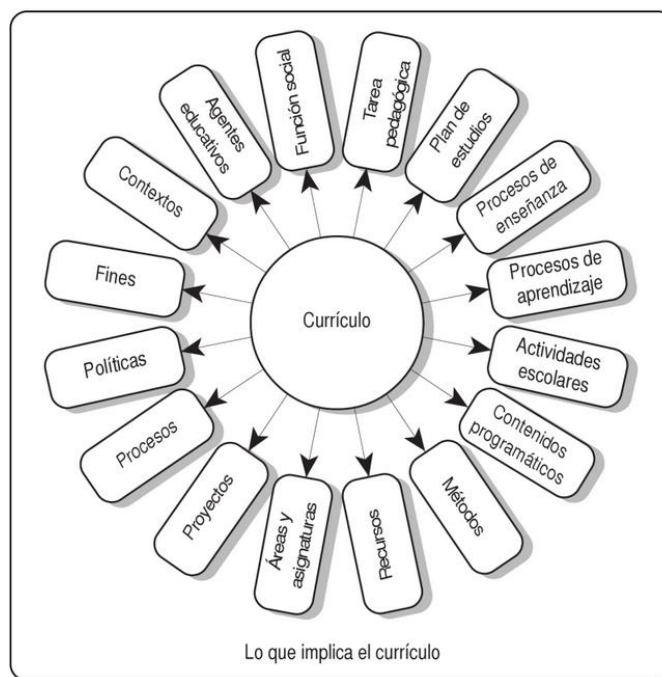 Función social
Tarea
pedagógica
Plan de
estudios
Procesos de
enseñanza
Procesos de
aprendizaje
Actividades
escolares
Contenidos
programáticos
Métodos
Recursos
Áreas y
asignaturas
Proyectos
Procesos
Políticas
Fines
Contextos
Agentes
educativos
Currículo
Lo que implica el currículo